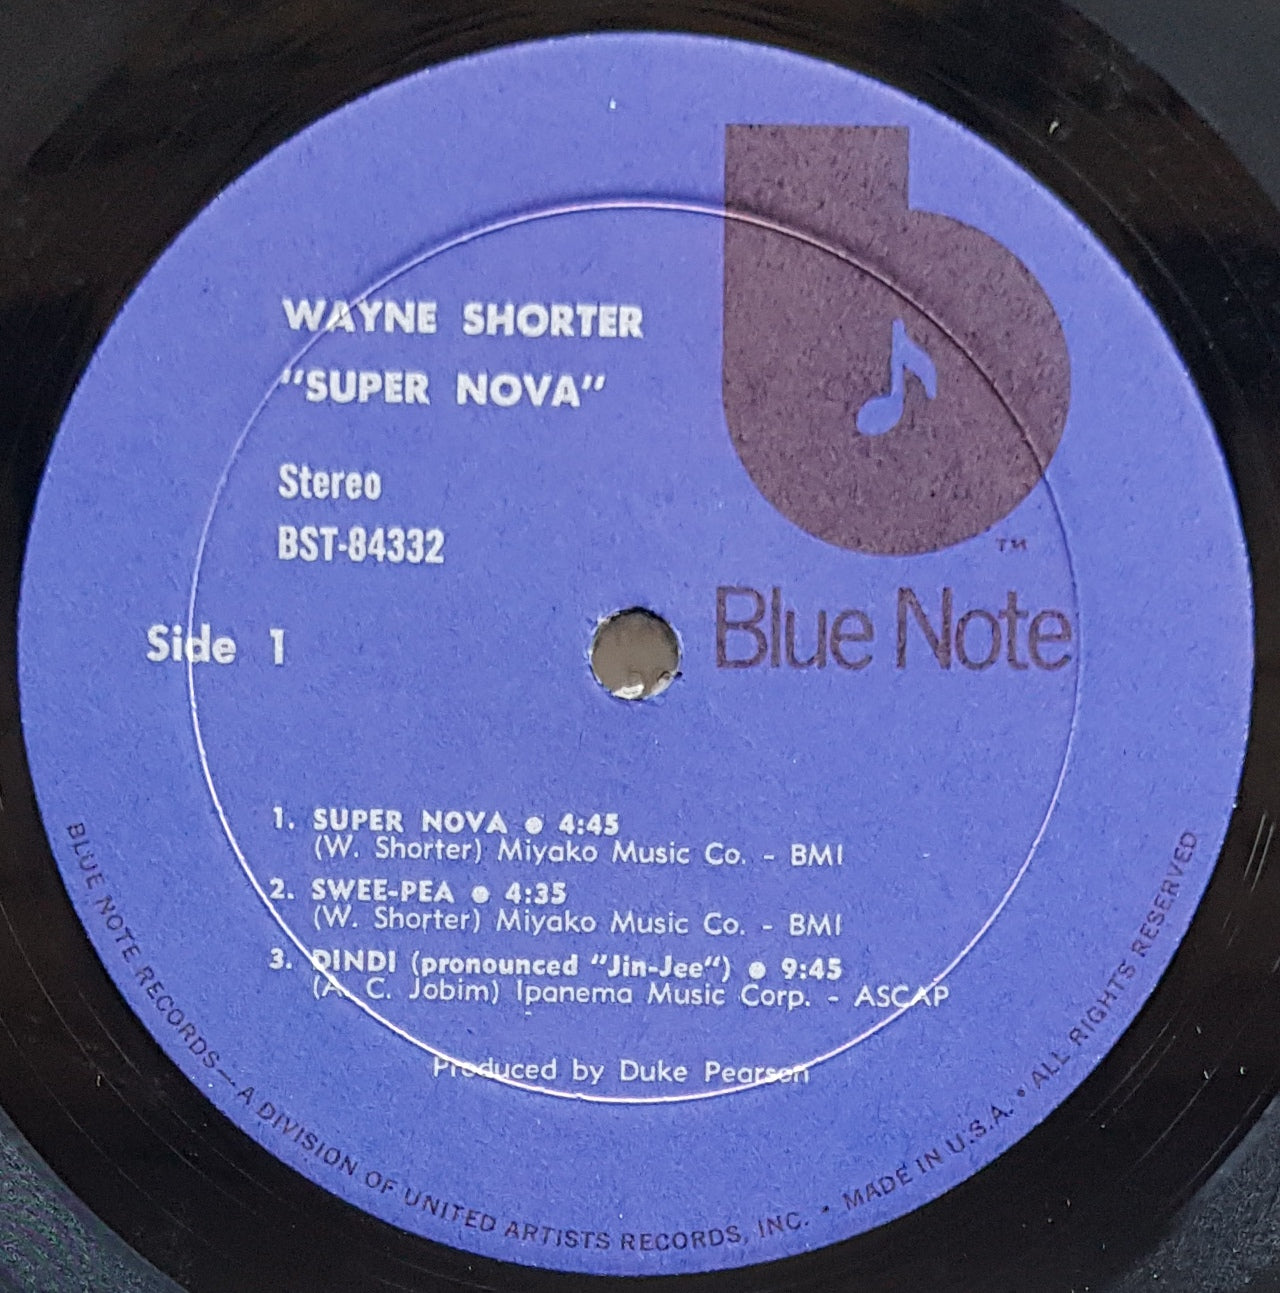 WAYNE SHORTER
"SUPER NOVA"
Stereo
BST-84332
Side 1
TM
Blue Note
1. SUPER NOVA ● 4:45
(W. Shorter) Miyako Music Co. - BMI
2. SWEE-PEA ● 4:35
(W. Shorter) Miyako Music Co. - BMI
3. DINDI (pronounced "Jin-Jee") ● 9:45
(A. C. Jobim) Ipanema Music Corp. - ASCAP
Produced by Duke Pearson
BLUE NOTE RECORDS—A DIVISION OF UNITED ARTISTS RECORDS, INC. • MADE IN U.S.A. • ALL RIGHTS RESERVED